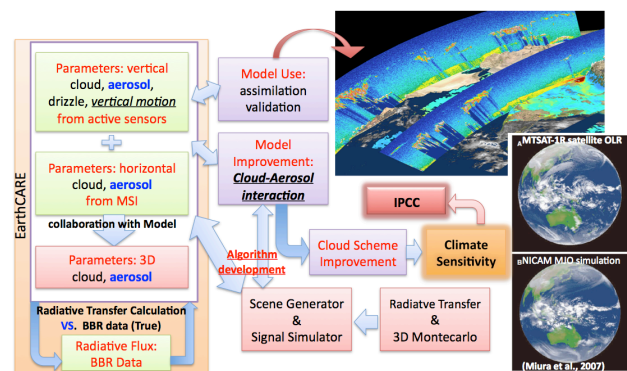 EarthCARE
Parameters: vertical
cloud, aerosol,
drizzle, vertical motion
from active sensors
Parameters: horizontal
cloud, aerosol
from MSI
collaboration with Model
Parameters: 3D
cloud, aerosol
Radiative Transfer Calculation
VS. BBR data (True)
Radiative Flux:
BBR Data
Model Use:
assimilation
validation
Model
Improvement:
Cloud-Aerosol
interaction
Algorithm
development
Cloud Scheme
Improvement
IPCC
Climate
Sensitivity
Scene Generator
&
Signal Simulator
Radiative Transfer
&
3D Montecarlo
AMTSAT-1R satellite OLR
BNICAM MJO simulation
(Miura et al., 2007)